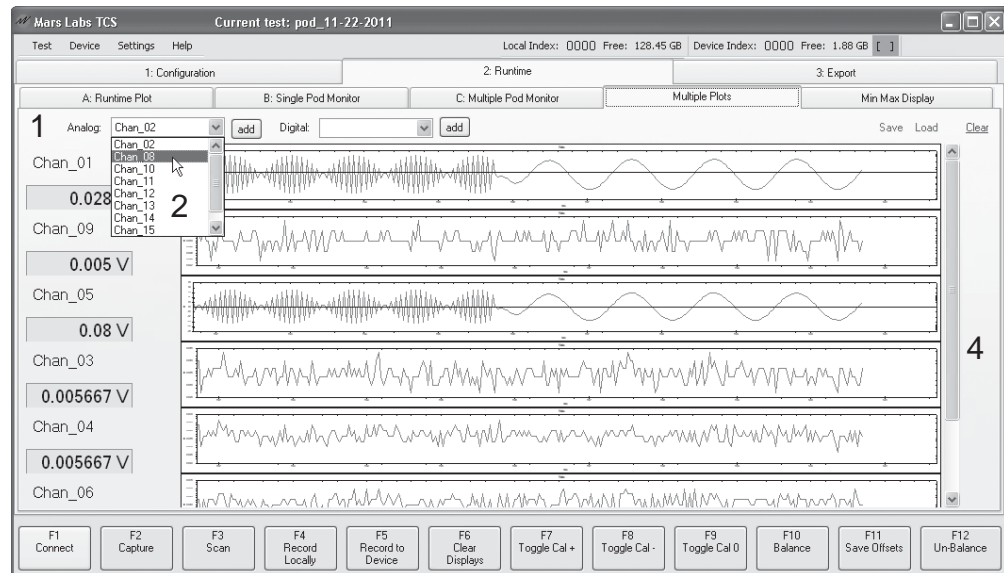 Mars Labs TCS Current test: pod_11-22-2011
Test Device Settings Help Local Index: 0000 Free: 128.45 GB Device Index: 0000 Free: 1.88 GB [ ]
1: Configuration 2: Runtime 3: Export
A: Runtime Plot B: Single Pod Monitor C: Multiple Pod Monitor Multiple Plots Min Max Display
1 Analog: Chan_02 add Digital: add Save Load Clear
Chan_02
Chan_08
Chan_10
Chan_11
Chan_12
Chan_13
Chan_14
Chan_15
2
Chan_01
0.028
Chan_09
0.005 V
Chan_05
0.08 V
Chan_03
0.005667 V
Chan_04
0.005667 V
Chan_06
4
F1 Connect
F2 Capture
F3 Scan
F4 Record Locally
F5 Record to Device
F6 Clear Displays
F7 Toggle Cal +
F8 Toggle Cal -
F9 Toggle Cal 0
F10 Balance
F11 Save Offsets
F12 Un-Balance